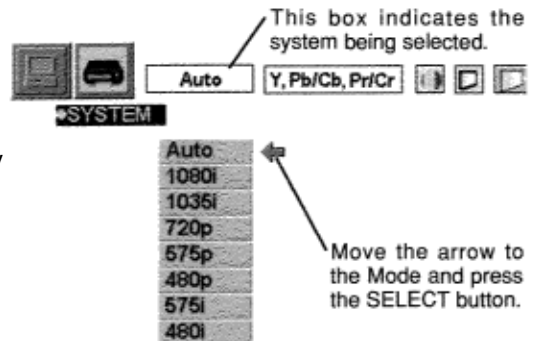 This box indicates the
system being selected.
Auto
Y, Pb/Cb, Pr/Cr
SYSTEM
Auto
1080i
1035i
720p
575p
480p
575i
480i
Move the arrow to
the Mode and press
the SELECT button.